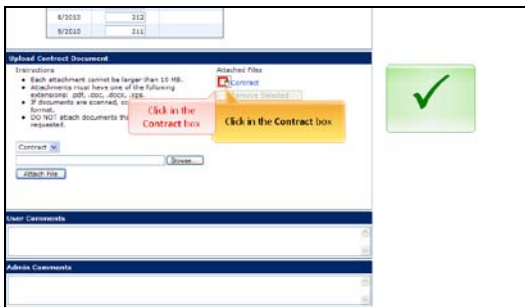 8/2010 212
9/2010 211
Upload Contract Document
Instructions
Attached Files
Each attachment cannot be larger than 10 MB.
Attachments must have one of the following
extensions: .pdf, .doc, .docx, .xps.
If documents are scanned,
format.
DO NOT attach documents
requested.
Contract
Remove Selected
Click in the
Contract box
Click in the Contract box
Contract
Browse...
Attach File
User Comments
Admin Comments